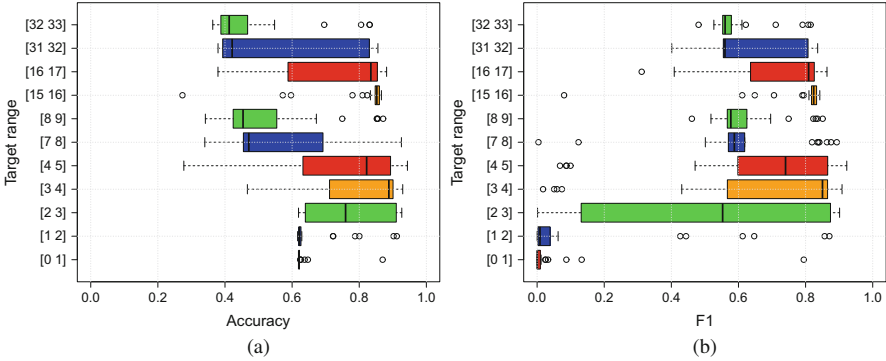 Target range
[32 33]
[31 32]
[16 17]
[15 16]
[8 9]
[7 8]
[4 5]
[3 4]
[2 3]
[1 2]
[0 1]
0.0 0.2 0.4 0.6 0.8 1.0
Accuracy
(a)
Target range
[32 33]
[31 32]
[16 17]
[15 16]
[8 9]
[7 8]
[4 5]
[3 4]
[2 3]
[1 2]
[0 1]
0.0 0.2 0.4 0.6 0.8 1.0
F1
(b)